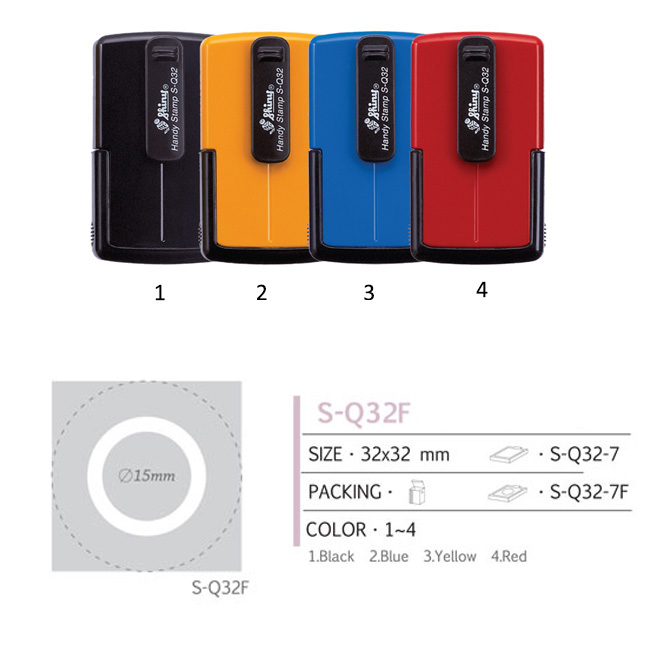 Shiny®
Handy Stamp S-Q32
Shiny®
Handy Stamp S-Q32
Shiny®
Handy Stamp S-Q32
Shiny®
Handy Stamp S-Q32
1 2 3 4
S-Q32F
SIZE · 32x32 mm · S-Q32-7
PACKING · · S-Q32-7F
COLOR · 1~4
1.Black 2.Blue 3.Yellow 4.Red
∅15mm
S-Q32F